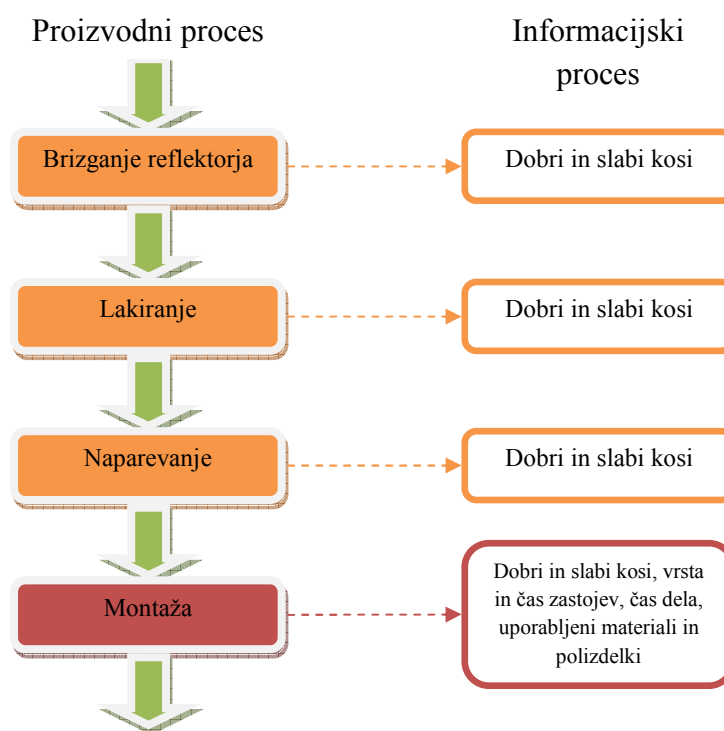 Proizvodni proces
Informacijski
proces
Brizganje reflektorja
Dobri in slabi kosi
Lakiranje
Dobri in slabi kosi
Naparevanje
Dobri in slabi kosi
Montaža
Dobri in slabi kosi, vrsta
in čas zastojev, čas dela,
uporabljeni materiali in
polizdelki